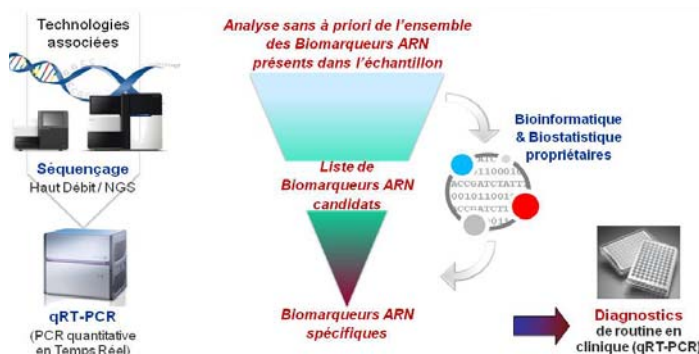 Technologies
associées
Séquençage
Haut Débit / NGS
qRT-PCR
(PCR quantitative
en Temps Réel)
Analyse sans à priori de l'ensemble
des Biomarqueurs ARN
présents dans l'échantillon
Liste de
Biomarqueurs ARN
candidats
Biomarqueurs ARN
spécifiques
Bioinformatique
& Biostatistique
propriétaires
ACCGATCTATTT
Diagnostics
de routine en
clinique (qRT-PCR)